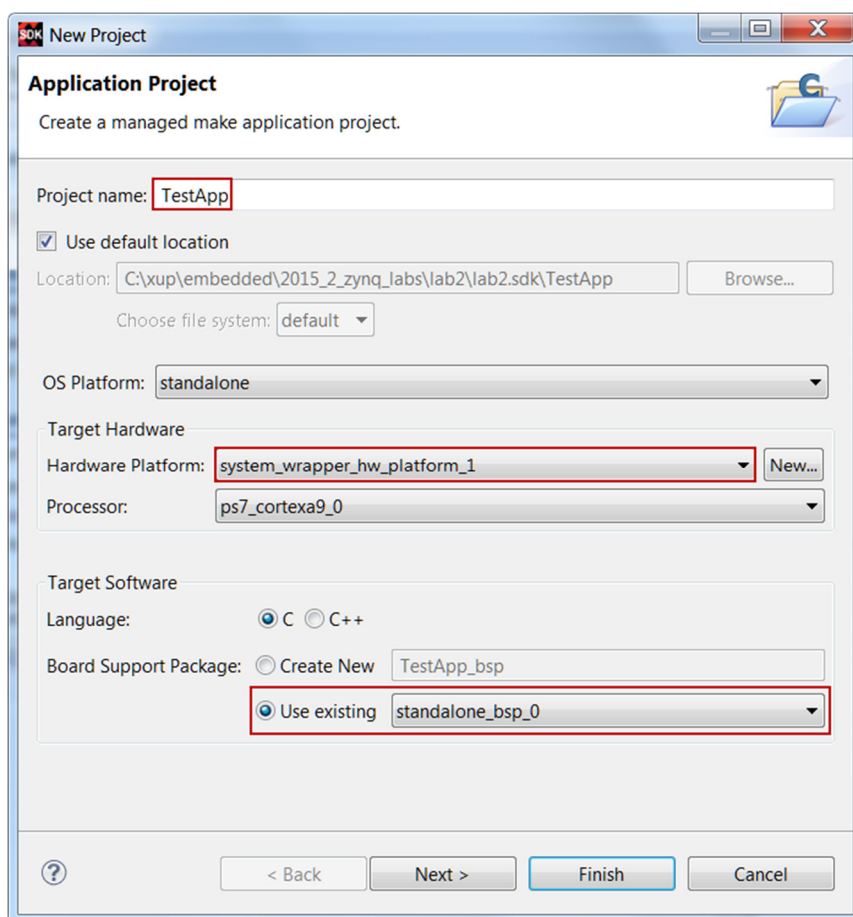 SDK New Project
Application Project
Create a managed make application project.
Project name: TestApp
Use default location
Location: C:\xup\embedded\2015_2_zynq_labs\lab2\lab2.sdk\TestApp Browse...
Choose file system: default
OS Platform: standalone
Target Hardware
Hardware Platform: system_wrapper_hw_platform_1 New...
Processor: ps7_cortexa9_0
Target Software
Language: C C++
Board Support Package: Create New TestApp_bsp
Use existing standalone_bsp_0
? < Back Next > Finish Cancel